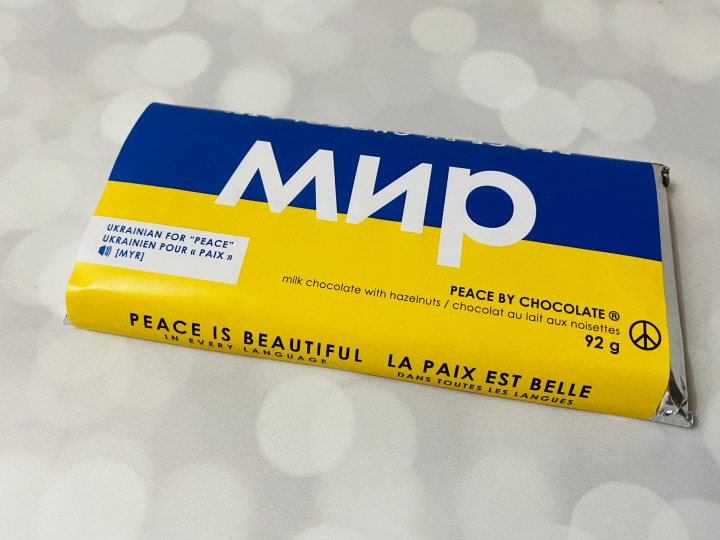 мир
UKRAINIAN FOR "PEACE"
UKRAINIEN POUR « PAIX »
[MYR]
PEACE BY CHOCOLATE ®
milk chocolate with hazelnuts / chocolat au lait aux noisettes
92 g
PEACE IS BEAUTIFUL
IN EVERY LANGUAGE
LA PAIX EST BELLE
DANS TOUTES LES LANGUES